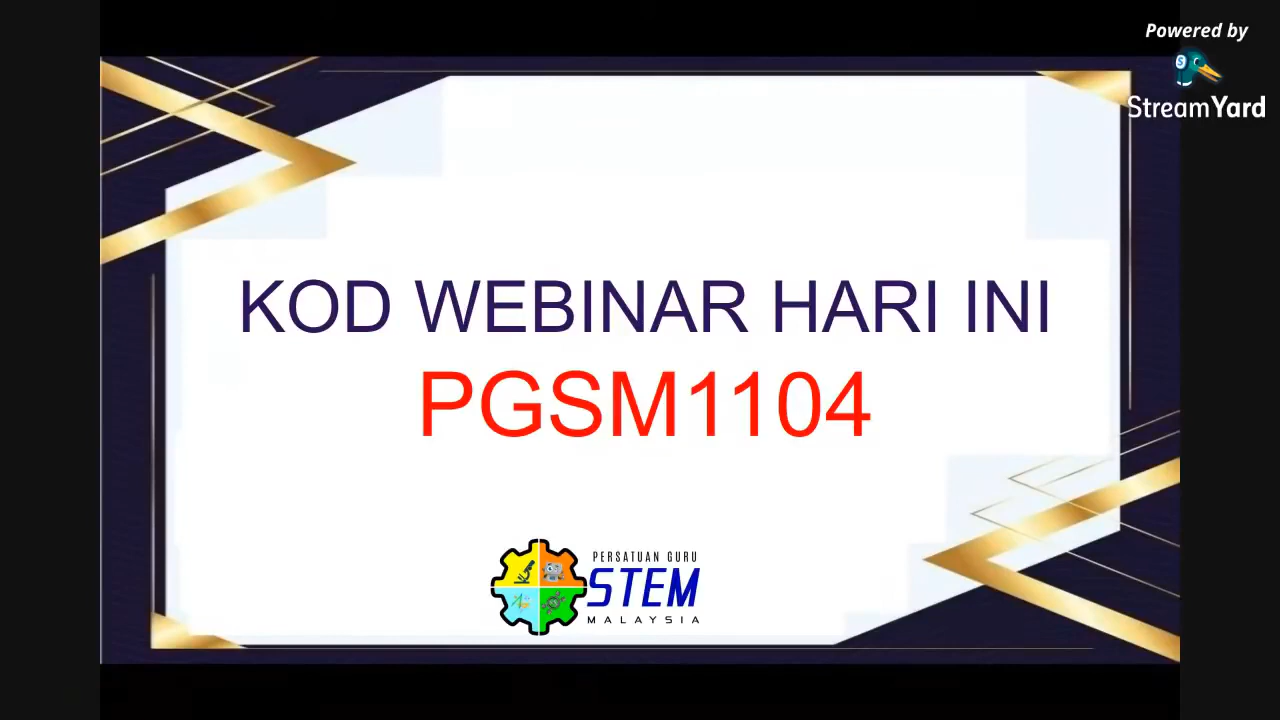 Powered by
StreamYard
KOD WEBINAR HARI INI
PGSM1104
PERSATUAN GURU
STEM
MALAYSIA